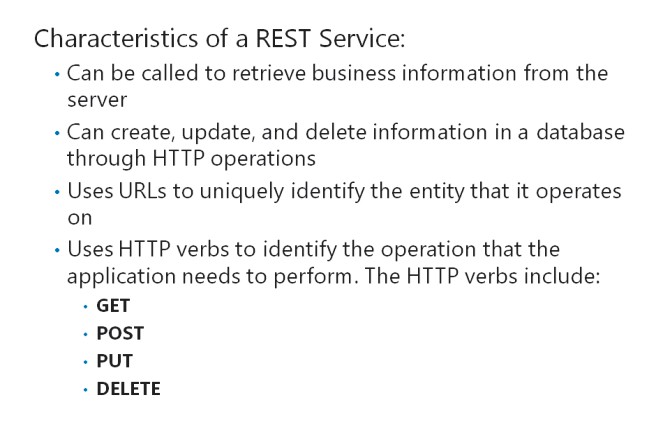 Characteristics of a REST Service:
• Can be called to retrieve business information from the
server
• Can create, update, and delete information in a database
through HTTP operations
• Uses URLs to uniquely identify the entity that it operates
on
• Uses HTTP verbs to identify the operation that the
application needs to perform. The HTTP verbs include:
• GET
• POST
• PUT
• DELETE